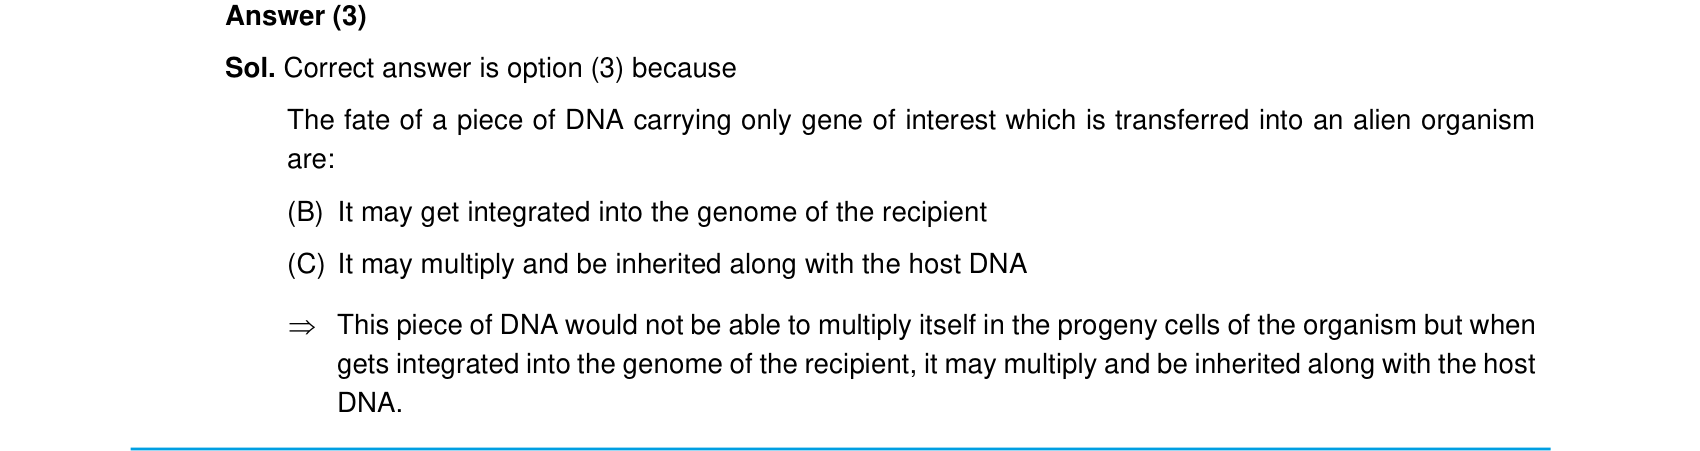 Answer (3)
Sol. Correct answer is option (3) because
The fate of a piece of DNA carrying only gene of interest which is transferred into an alien organism
are:
(B) It may get integrated into the genome of the recipient
(C) It may multiply and be inherited along with the host DNA
⇒ This piece of DNA would not be able to multiply itself in the progeny cells of the organism but when
gets integrated into the genome of the recipient, it may multiply and be inherited along with the host
DNA.